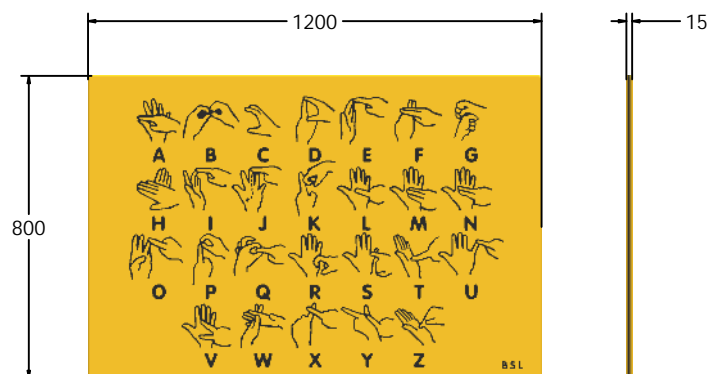 1200
15
800
A B C D E F G
H I J K L M N
O P Q R S T U
V W X Y Z
BSL